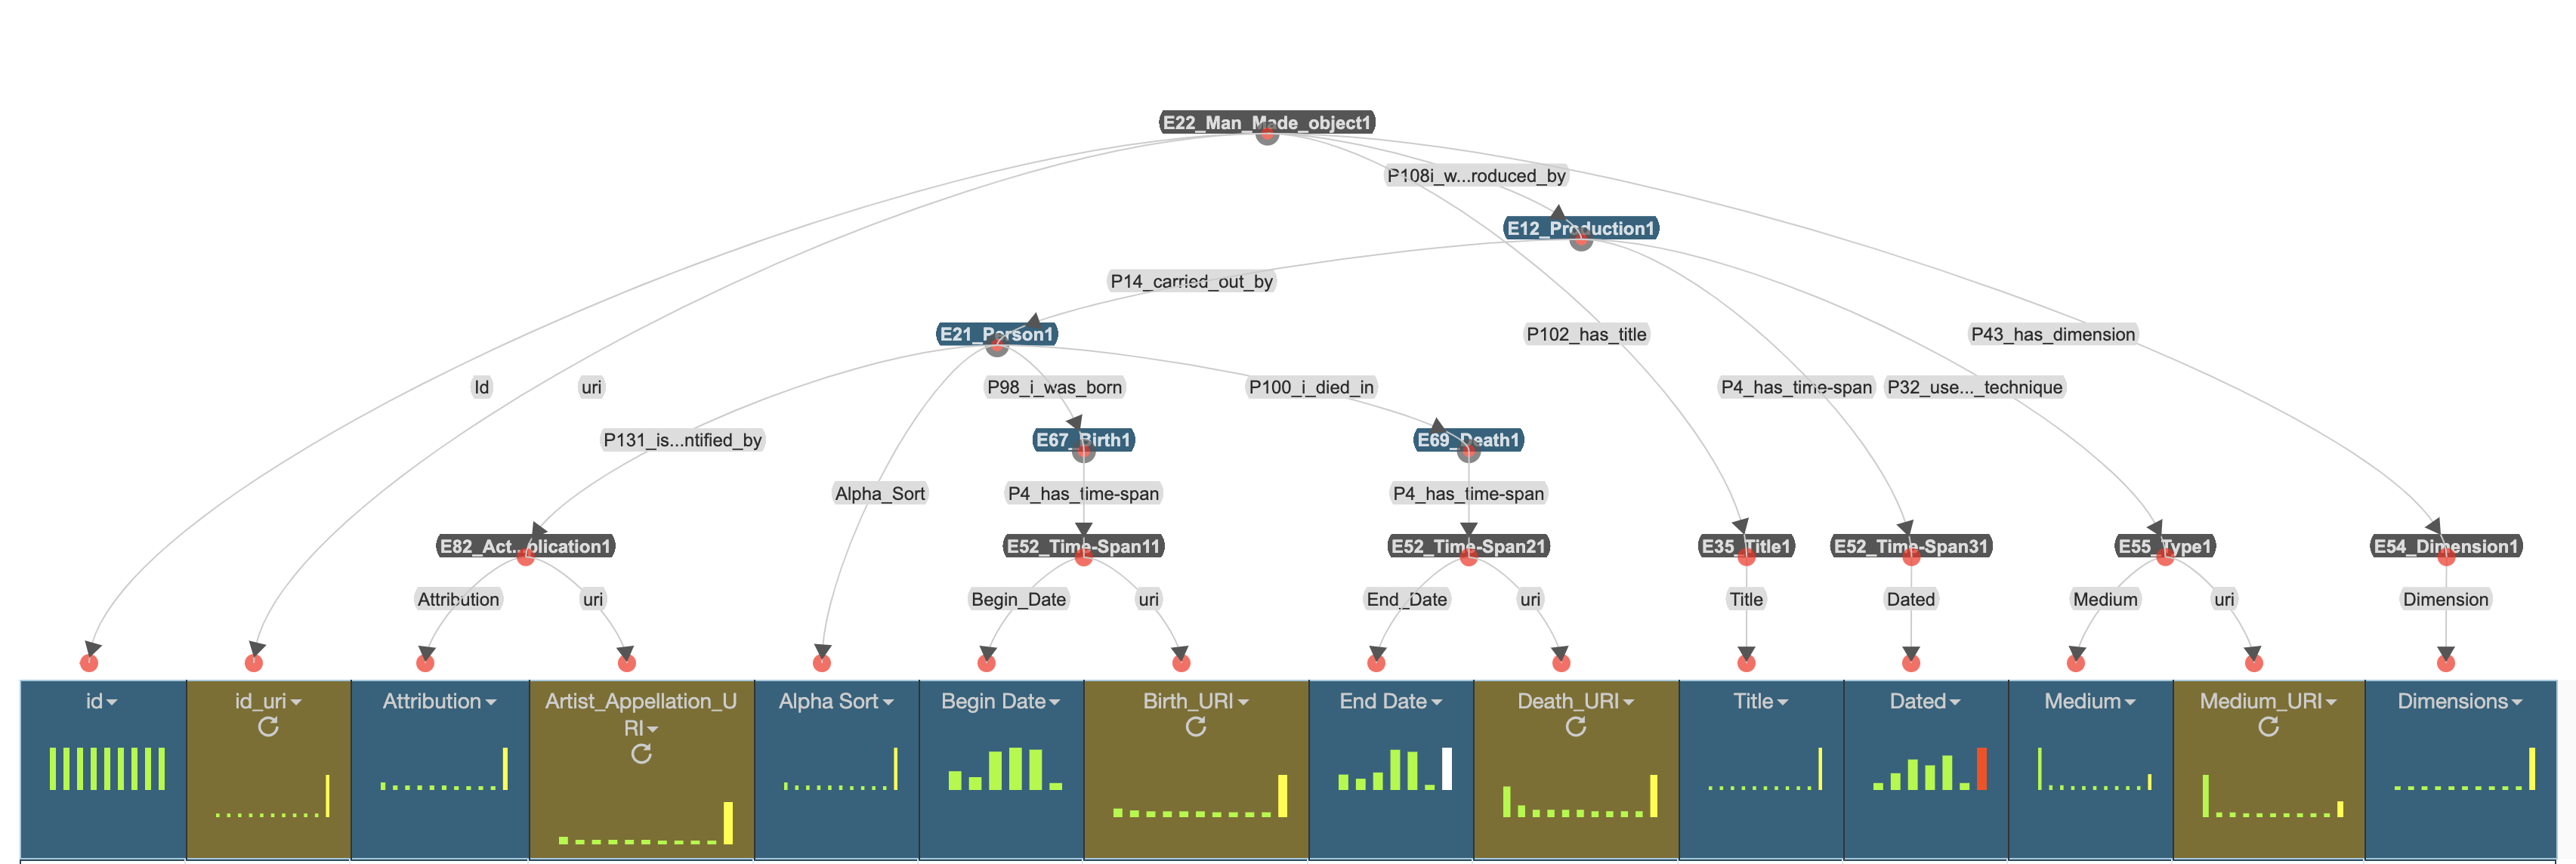 E22_Man_Made_object1
P108i_w...roduced_by
E12_Production1
P14_carried_out_by
E21_Person1
P102_has_title
P43_has_dimension
Id
uri
P98_i_was_born
P100_i_died_in
P4_has_time-span
P32_use..._technique
P131_is...ntified_by
E67_Birth1
E69_Death1
Alpha_Sort
P4_has_time-span
P4_has_time-span
E82_Act...plication1
E52_Time-Span11
E52_Time-Span21
E35_Title1
E52_Time-Span31
E55_Type1
E54_Dimension1
Attribution
uri
Begin_Date
uri
End_Date
uri
Title
Dated
Medium
uri
Dimension
id
id_uri
Attribution
Artist_Appellation_U
RI
Alpha Sort
Begin Date
Birth_URI
End Date
Death_URI
Title
Dated
Medium
Medium_URI
Dimensions